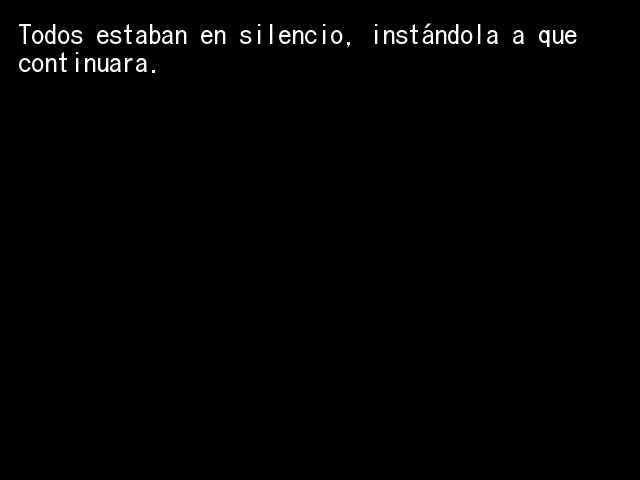 Todos estaban en silencio, instándola a que
continuara.